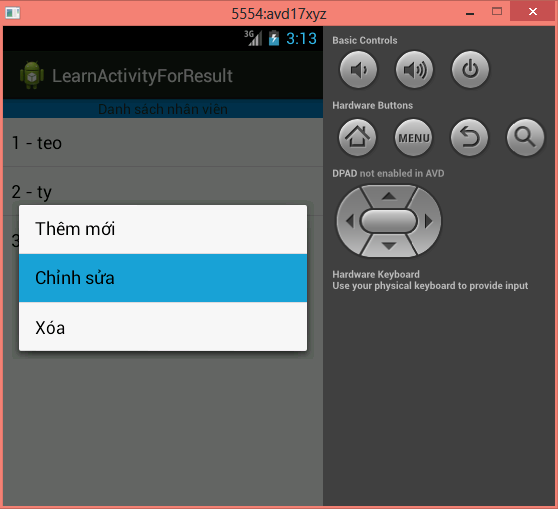 5554:avd17xyz
3G 3:13
LearnActivityForResult
Danh sách nhân viên
1 - teo
2 - ty
3
Thêm mới
Chỉnh sửa
Xóa
Basic Controls
Hardware Buttons
MENU
DPAD not enabled in AVD
Hardware Keyboard
Use your physical keyboard to provide input